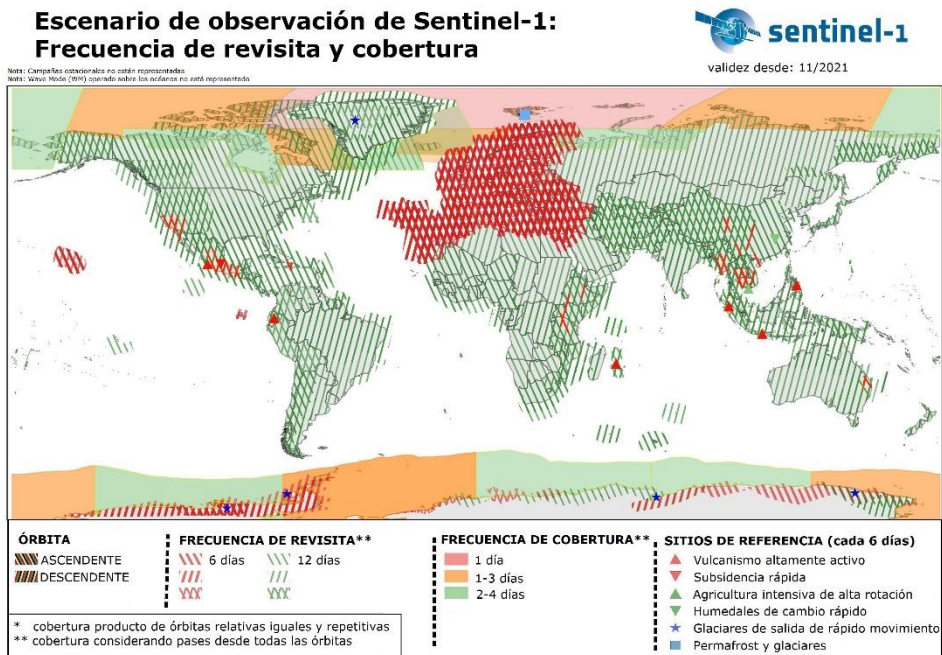 Escenario de observación de Sentinel-1:
Frecuencia de revisita y cobertura
Nota: Campañas estacionales no están representadas
Nota: Wave Mode (WM) operado sobre los océanos no está representado
sentinel-1
validez desde: 11/2021
ÓRBITA
ASCENDENTE
DESCENDENTE
FRECUENCIA DE REVISITA**
6 días
12 días
FRECUENCIA DE COBERTURA**
1 día
1-3 días
2-4 días
SITIOS DE REFERENCIA (cada 6 días)
Vulcanismo altamente activo
Subsidencia rápida
Agricultura intensiva de alta rotación
Humedales de cambio rápido
Glaciares de salida de rápido movimiento
Permafrost y glaciares
* cobertura producto de órbitas relativas iguales y repetitivas
** cobertura considerando pases desde todas las órbitas